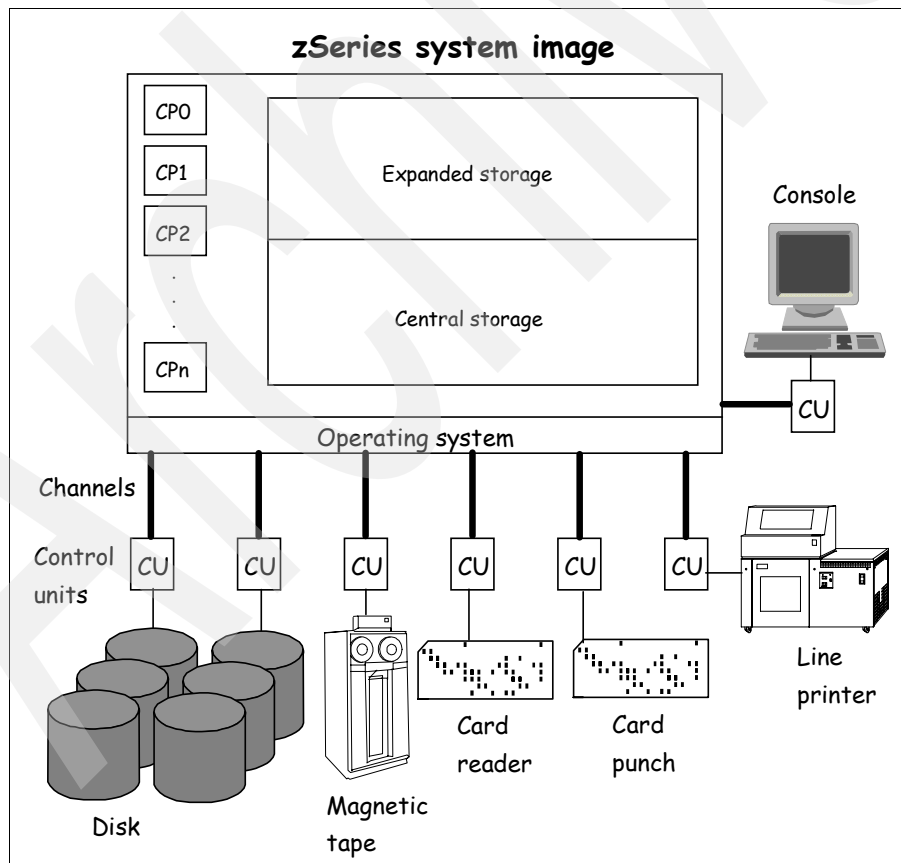 zSeries system image
CP0
CP1
CP2
CPn
Expanded storage
Central storage
Operating system
Console
CU
Channels
Control
units
CU
CU
CU
CU
CU
CU
Disk
Magnetic
tape
Card
reader
Card
punch
Line
printer
Archiv